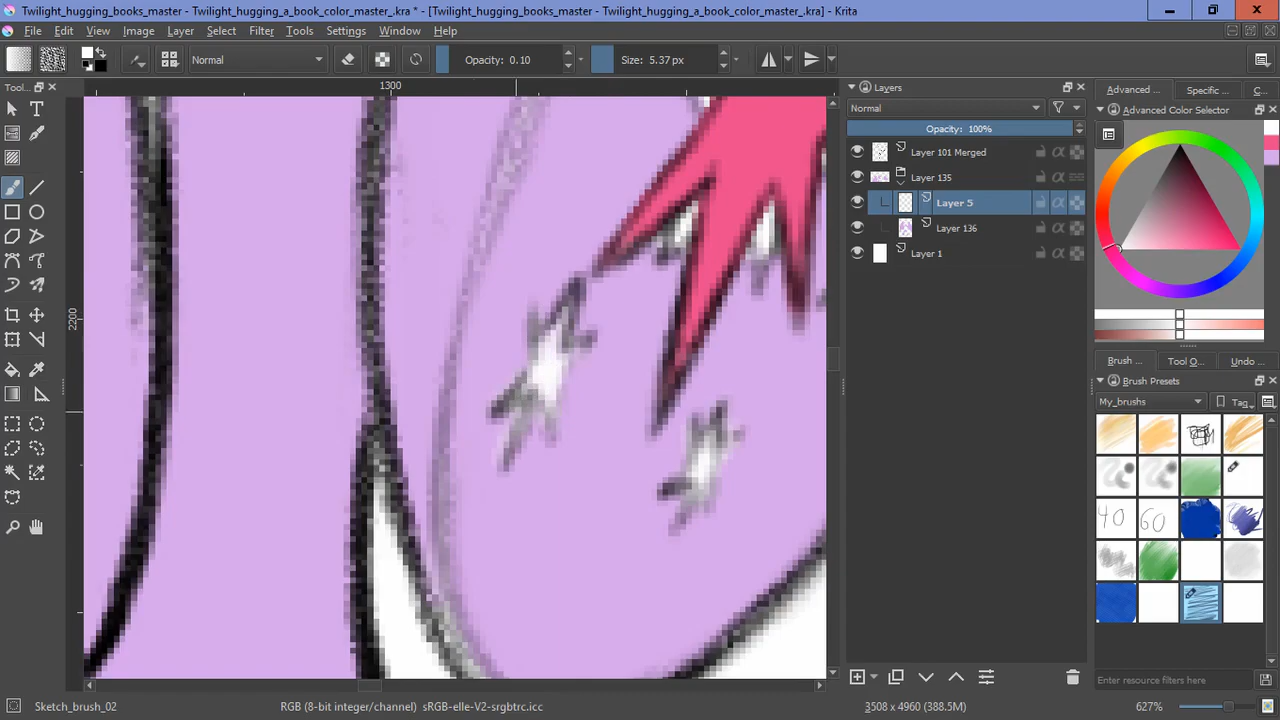 Twilight_hugging_books_master - Twilight_hugging_a_book_color_master_.kra * - [Twilight_hugging_books_master - Twilight_hugging_a_book_color_master_.kra] - Krita
File Edit View Image Layer Select Filter Tools Settings Window Help
Normal Opacity: 0.10 Size: 5.37 px
Tool... Layers Advanced ... Specific ... C...
1300
Normal
Advanced Color Selector
Opacity: 100%
Layer 101 Merged
Layer 135
Layer 5
Layer 136
Layer 1
2200
Brush ... Tool O... Undo ...
Brush Presets
My_brushes Tag
40 60
Enter resource filters here
Sketch_brush_02 RGB (8-bit integer/channel) sRGB-elle-V2-srgbtrc.icc 3508 x 4960 (388.5M) 627%